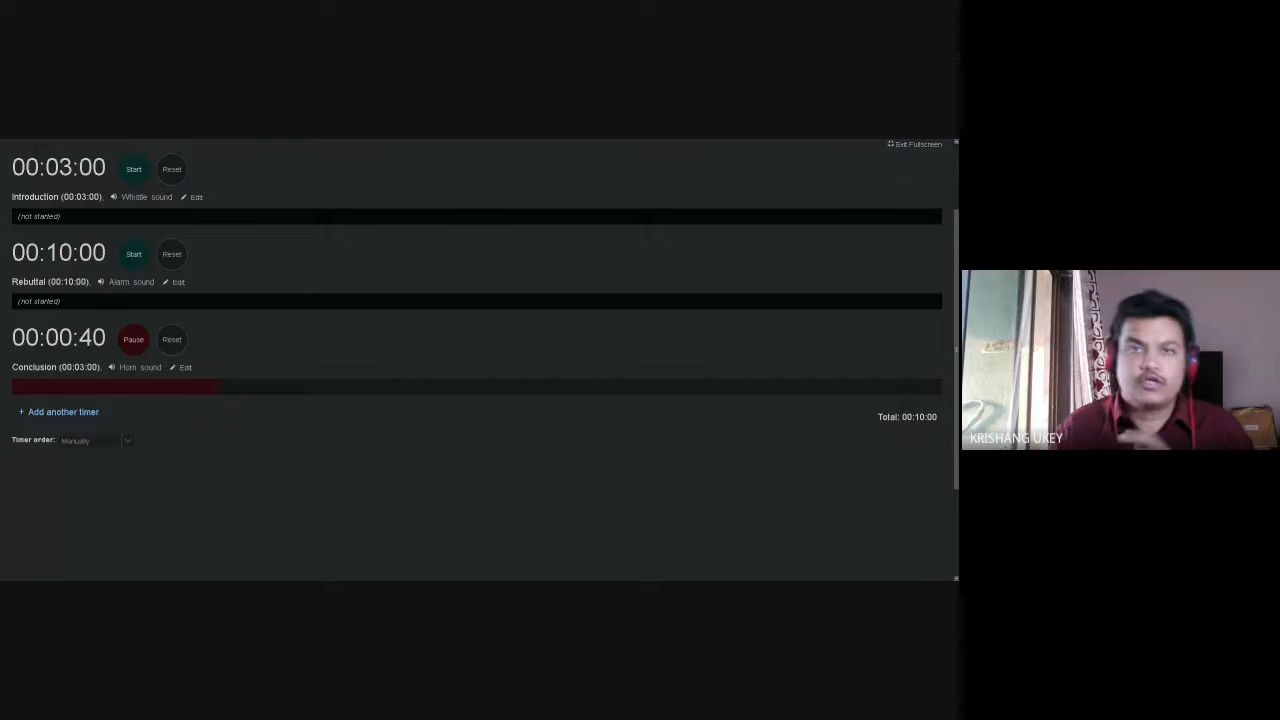 Exit Fullscreen
00:03:00 Start Reset
Introduction (00:03:00), Whistle sound Edit
(not started)
00:10:00 Start Reset
Rebuttal (00:10:00), Alarm sound Edit
(not started)
00:00:40 Pause Reset
Conclusion (00:03:00), Horn sound Edit
+ Add another timer
Total: 00:10:00
Timer order: Manually
KRISHANG UKEY